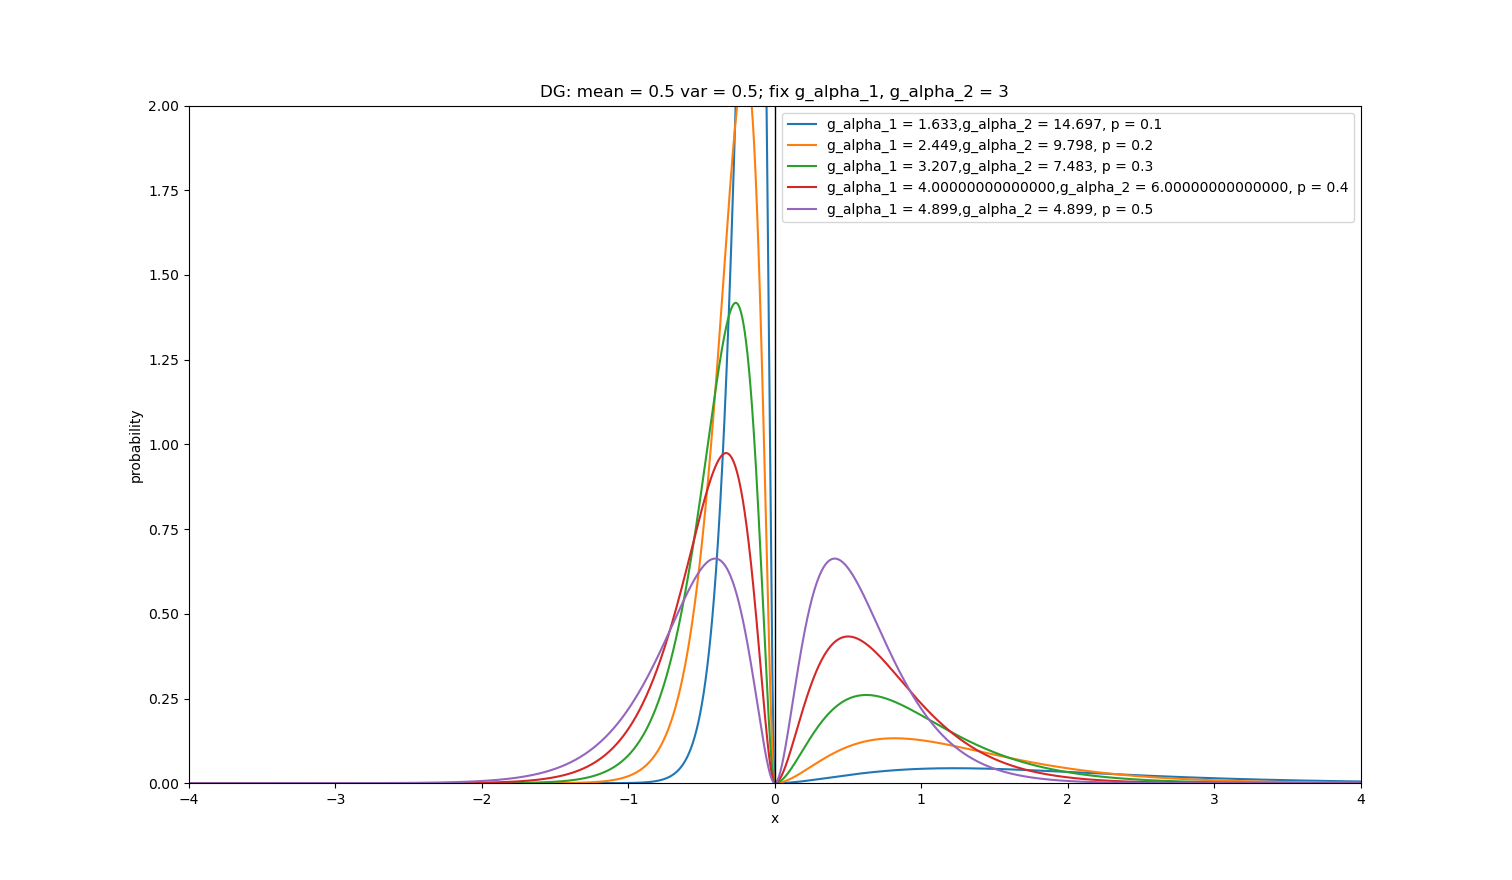 DG: mean = 0.5 var = 0.5; fix g_alpha_1, g_alpha_2 = 3
2.00
1.75
1.50
1.25
1.00
0.75
0.50
0.25
0.00
probability
g_alpha_1 = 1.633,g_alpha_2 = 14.697, p = 0.1
g_alpha_1 = 2.449,g_alpha_2 = 9.798, p = 0.2
g_alpha_1 = 3.207,g_alpha_2 = 7.483, p = 0.3
g_alpha_1 = 4.00000000000000,g_alpha_2 = 6.00000000000000, p = 0.4
g_alpha_1 = 4.899,g_alpha_2 = 4.899, p = 0.5
−4 −3 −2 −1 0 1 2 3 4
x